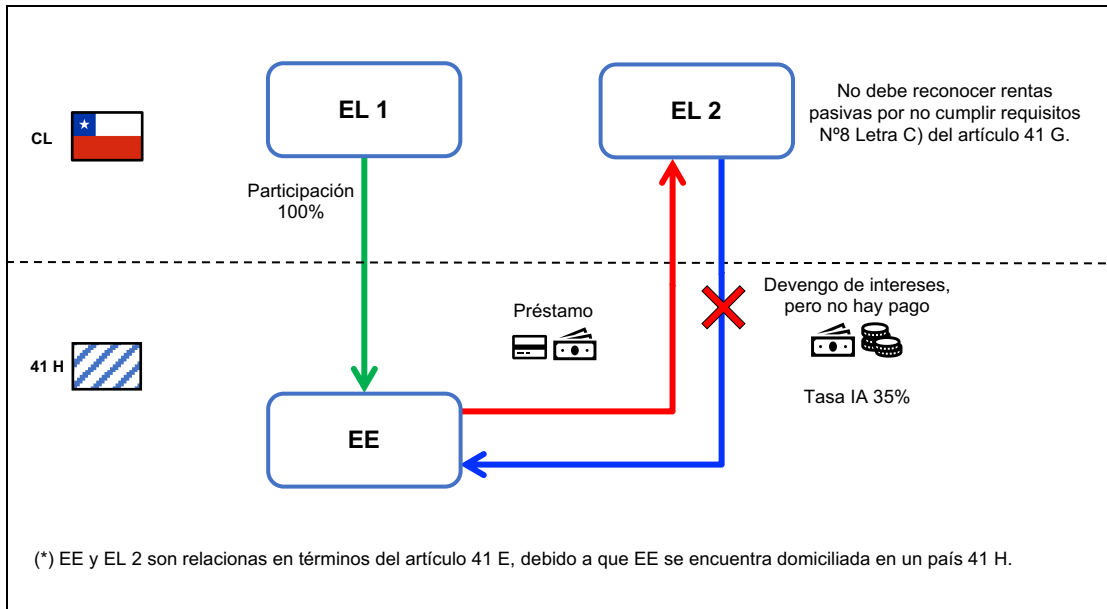 EL 1
EL 2
No debe reconocer rentas
pasivas por no cumplir requisitos
Nº8 Letra C) del artículo 41 G.
CL
Participación
100%
Devengo de intereses,
pero no hay pago
Préstamo
41 H
Tasa IA 35%
EE
(*) EE y EL 2 son relacionas en términos del artículo 41 E, debido a que EE se encuentra domiciliada en un país 41 H.